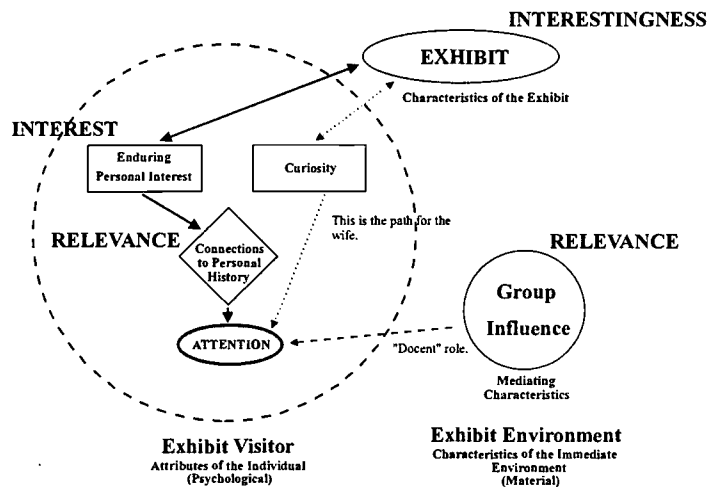 INTERESTINGNESS
EXHIBIT
Characteristics of the Exhibit
INTEREST
Enduring
Personal Interest
Curiosity
This is the path for the
wife.
RELEVANCE
Connections
to Personal
History
RELEVANCE
Group
Influence
ATTENTION
"Docent" role.
Mediating
Characteristics
Exhibit Visitor
Attributes of the Individual
(Psychological)
Exhibit Environment
Characteristics of the Immediate
Environment
(Material)